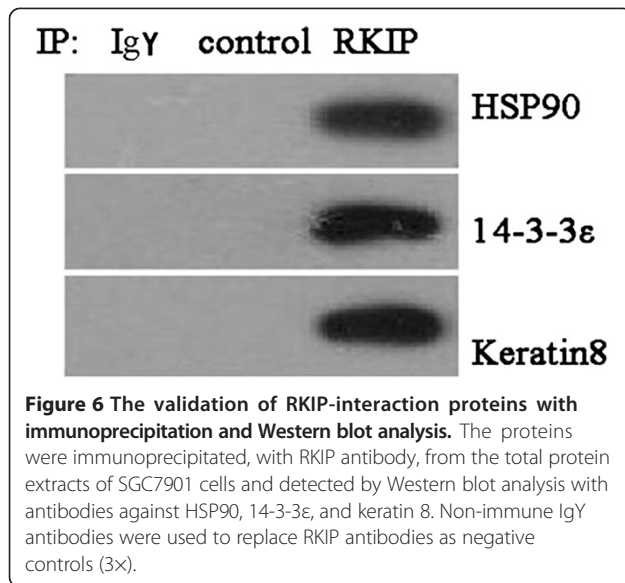 IP: Igγ control RKIP
HSP90
14-3-3ε
Keratin8
Figure 6 The validation of RKIP-interaction proteins with
immunoprecipitation and Western blot analysis. The proteins
were immunoprecipitated, with RKIP antibody, from the total protein
extracts of SGC7901 cells and detected by Western blot analysis with
antibodies against HSP90, 14-3-3ε, and keratin 8. Non-immune IgY
antibodies were used to replace RKIP antibodies as negative
controls (3×).